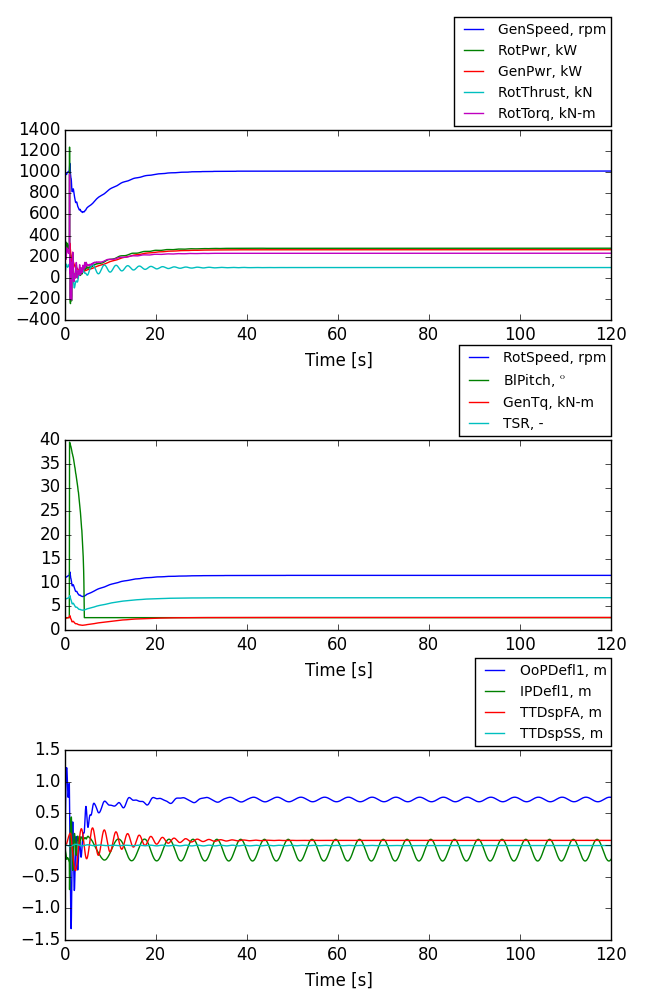 GenSpeed, rpm
RotPwr, kW
GenPwr, kW
RotThrust, kN
RotTorq, kN-m
1400
1200
1000
800
600
400
200
0
−200
−400
0 20 40 60 80 100 120
Time [s]
RotSpeed, rpm
BlPitch, °
GenTq, kN-m
TSR, -
40
35
30
25
20
15
10
5
0
0 20 40 60 80 100 120
Time [s]
OoPDefl1, m
IPDefl1, m
TTDspFA, m
TTDspSS, m
1.5
1.0
0.5
0.0
−0.5
−1.0
−1.5
0 20 40 60 80 100 120
Time [s]